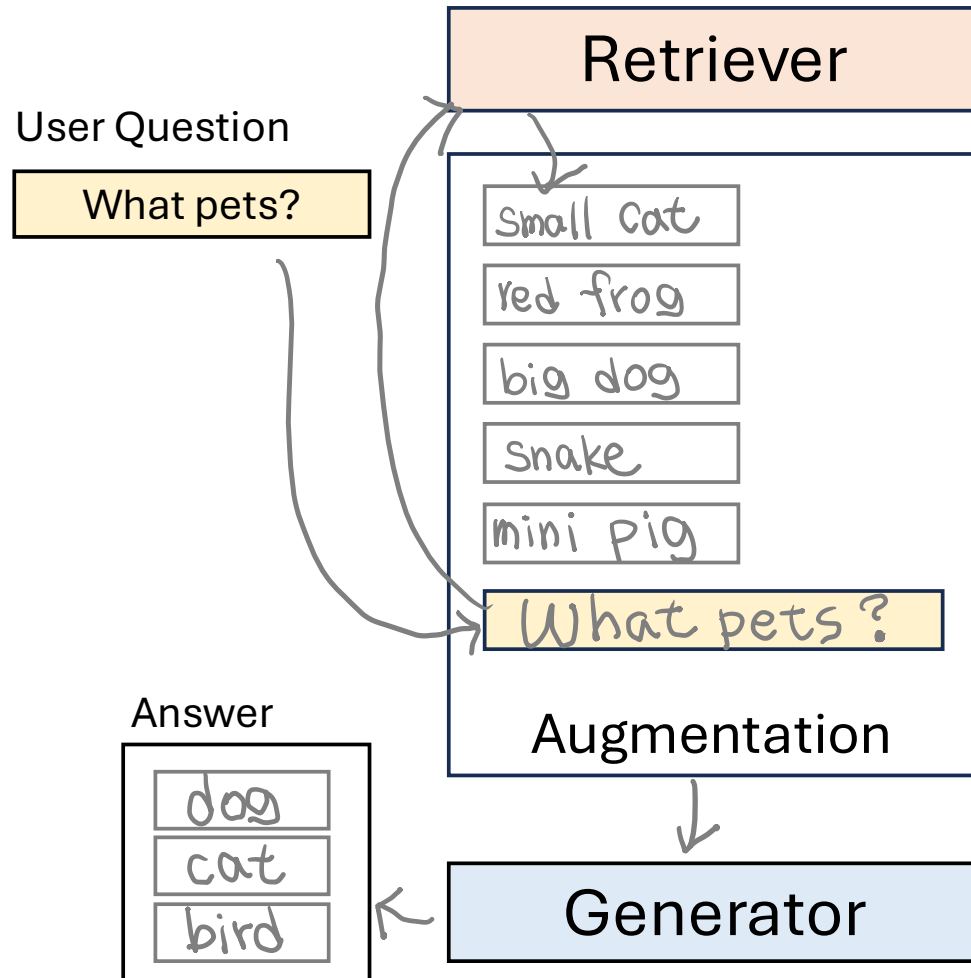 Retriever
User Question
What pets?
small cat
red frog
big dog
snake
mini pig
What pets?
Augmentation
Answer
dog
cat
bird
Generator